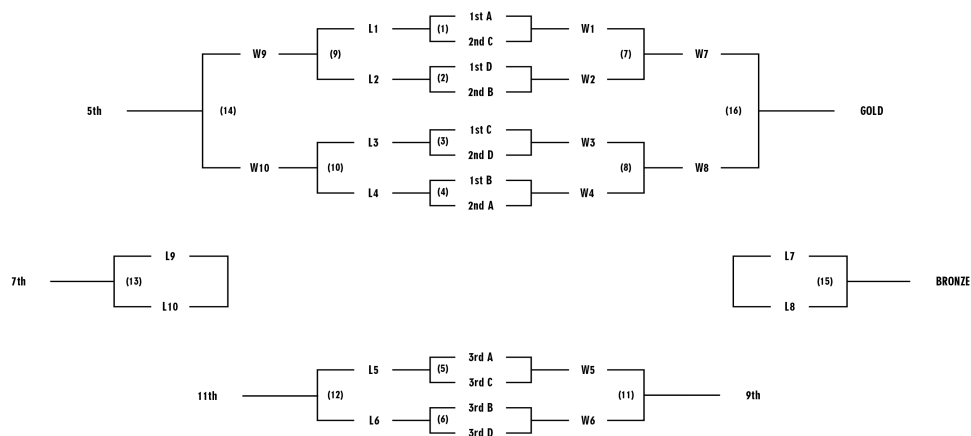 1st A
L1 (1) W1
2nd C
W9 (9) (7) W7
1st D
L2 (2) W2
2nd B
5th (14) (16) GOLD
1st C
L3 (3) W3
2nd D
W10 (10) (8) W8
1st B
L4 (4) W4
2nd A
L9 L7
7th (13) (15) BRONZE
L10 L8
3rd A
L5 (5) W5
3rd C
11th (12) (11) 9th
3rd B
L6 (6) W6
3rd D